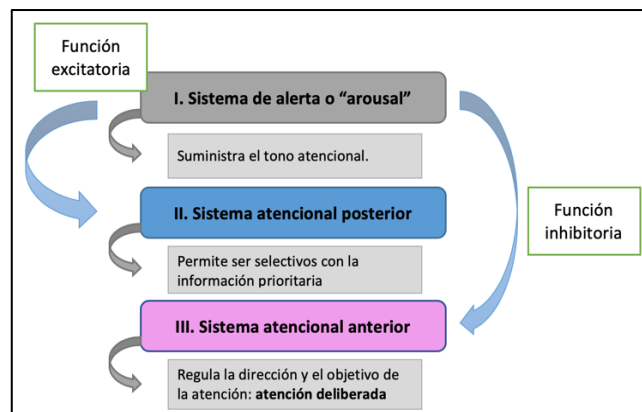 Función
excitatoria
I. Sistema de alerta o “arousal”
Suministra el tono atencional.
II. Sistema atencional posterior
Función
inhibitoria
Permite ser selectivos con la
información prioritaria
III. Sistema atencional anterior
Regula la dirección y el objetivo de
la atención: atención deliberada